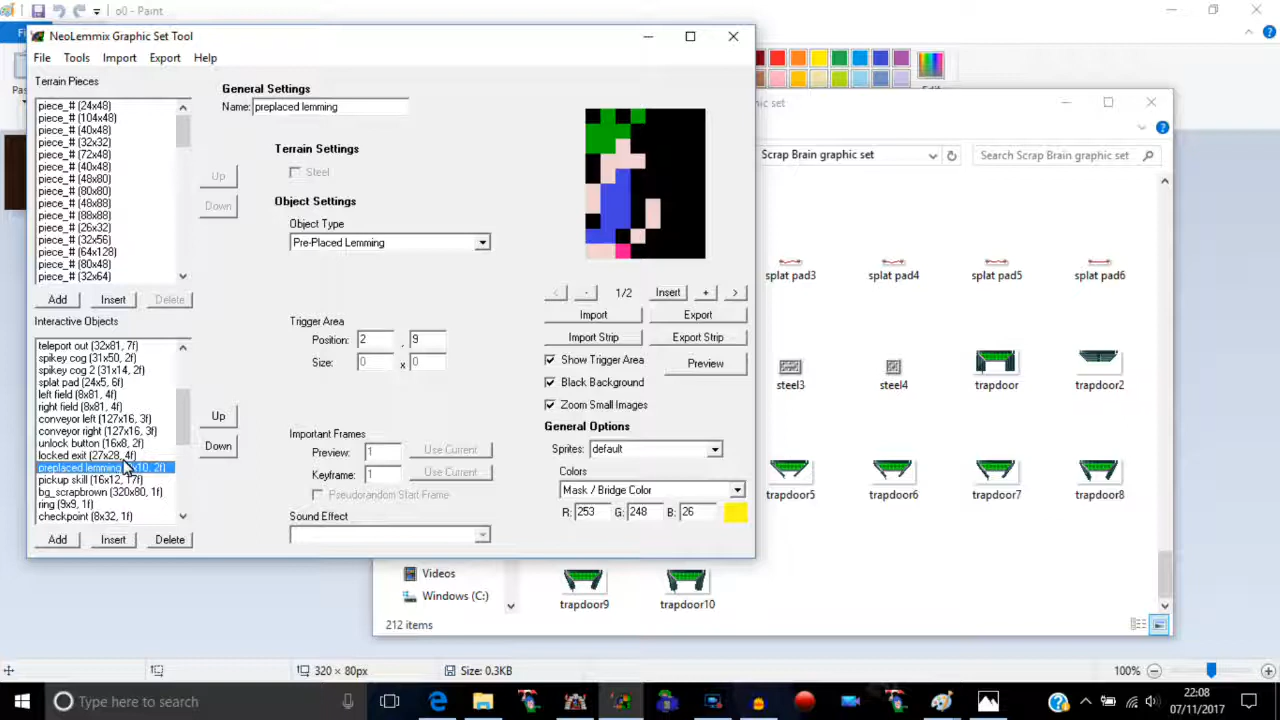 o0 - Paint
NeoLemmix Graphic Set Tool
File Tools Import Export Help
Terrain Pieces
piece_# (24x48)
piece_# (104x48)
piece_# (40x48)
piece_# (32x32)
piece_# (72x48)
piece_# (40x48)
piece_# (48x80)
piece_# (80x80)
piece_# (48x88)
piece_# (88x88)
piece_# (26x32)
piece_# (32x56)
piece_# (64x128)
piece_# (80x48)
piece_# (32x64)
Add Insert Delete
Interactive Objects
teleport out (32x81, 7f)
spikey cog (31x50, 2f)
spikey cog 2 (31x14, 2f)
splat pad (24x5, 6f)
left field (8x81, 4f)
right field (8x81, 4f)
conveyor left (127x16, 3f)
conveyor right (127x16, 3f)
unlock button (16x8, 2f)
locked exit (27x28, 4f)
preplaced lemming 10, 2f)
pickup skill (16x12, 17f)
bg_scrapbrown (320x80, 1f)
ring (9x9, 1f)
checkpoint (8x32, 1f)
Add Insert Delete
Up
Down
Up
Down
General Settings
Name: preplaced lemming
Terrain Settings
Steel
Object Settings
Object Type
Pre-Placed Lemming
Trigger Area
Position: 2 , 9
Size: 0 x 0
Important Frames
Preview: 1 Use Current
Keyframe: 1 Use Current
Pseudorandom Start Frame
Sound Effect
< - 1/2 Insert + >
Import Export
Import Strip Export Strip
Show Trigger Area
Preview
Black Background
Zoom Small Images
General Options
Sprites: default
Colors
Mask / Bridge Color
R: 253 G: 248 B: 26
ic set
Scrap Brain graphic set
Search Scrap Brain graphic set
splat pad3 splat pad4 splat pad5 splat pad6
steel3 steel4 trapdoor trapdoor2
trapdoor5 trapdoor6 trapdoor7 trapdoor8
trapdoor9 trapdoor10
Videos
Windows (C:)
212 items
320 × 80px
Size: 0.3KB
100%
Type here to search
22:08
07/11/2017